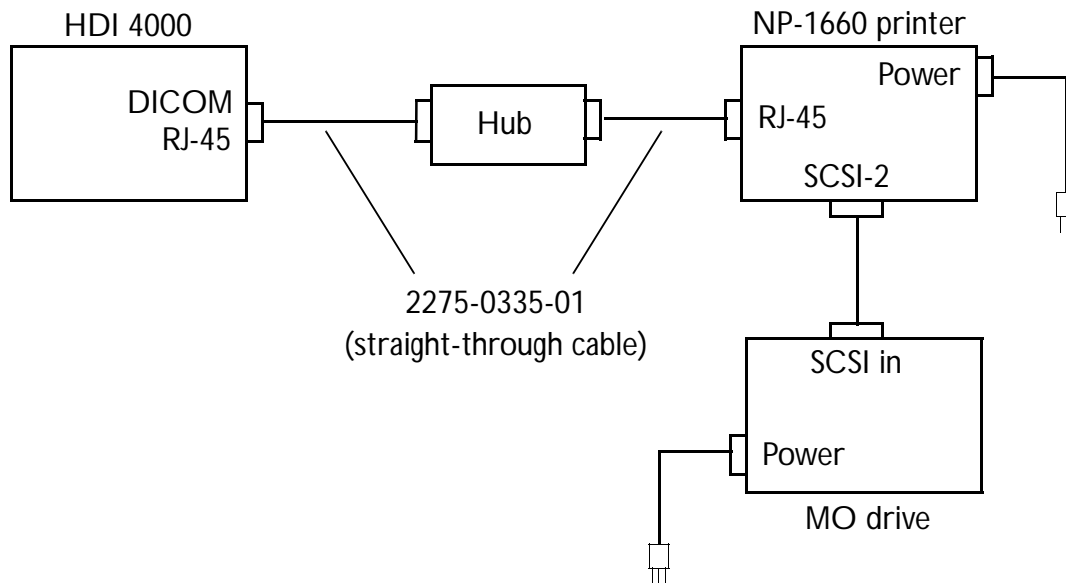 HDI 4000
NP-1660 printer
Power
DICOM
RJ-45
Hub
RJ-45
SCSI-2
2275-0335-01
(straight-through cable)
SCSI in
Power
MO drive